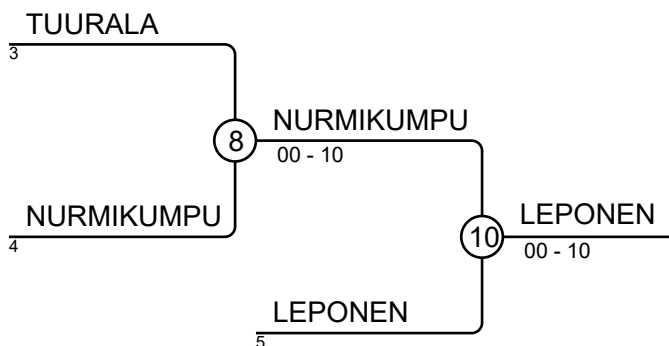 TUURALA
3
8
NURMIKUMPU
00 - 10
NURMIKUMPU
4
10
LEPONEN
00 - 10
LEPONEN
5